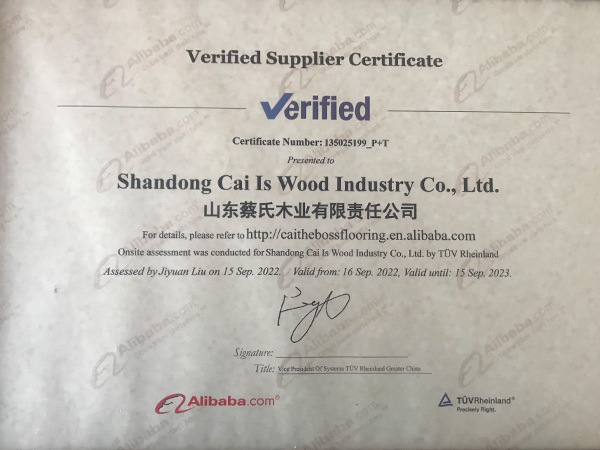 Verified Supplier Certificate
Verified
Certificate Number: 135025199_P+T
Presented to
Shandong Cai Is Wood Industry Co., Ltd.
山东蔡氏木业有限责任公司
For details, please refer to http://caithebossflooring.en.alibaba.com
Onsite assessment was conducted for Shandong Cai Is Wood Industry Co., Ltd. by TÜV Rheinland
Assessed by Jiyuan Liu on 15 Sep. 2022. Valid from: 16 Sep. 2022, Valid until: 15 Sep. 2023.
Signature:
Title: Vice President Of Systems TÜV Rheinland Greater China
Alibaba.com®
TÜVRheinland®
Precisely Right.